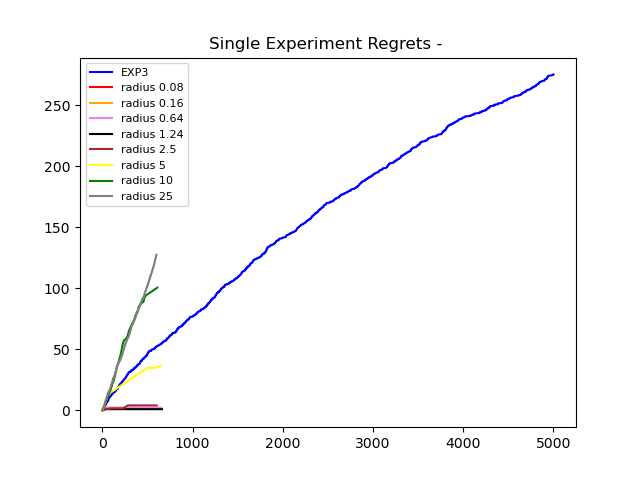 Single Experiment Regrets -
EXP3
radius 0.08
radius 0.16
radius 0.64
radius 1.24
radius 2.5
radius 5
radius 10
radius 25
250
200
150
100
50
0
0 1000 2000 3000 4000 5000